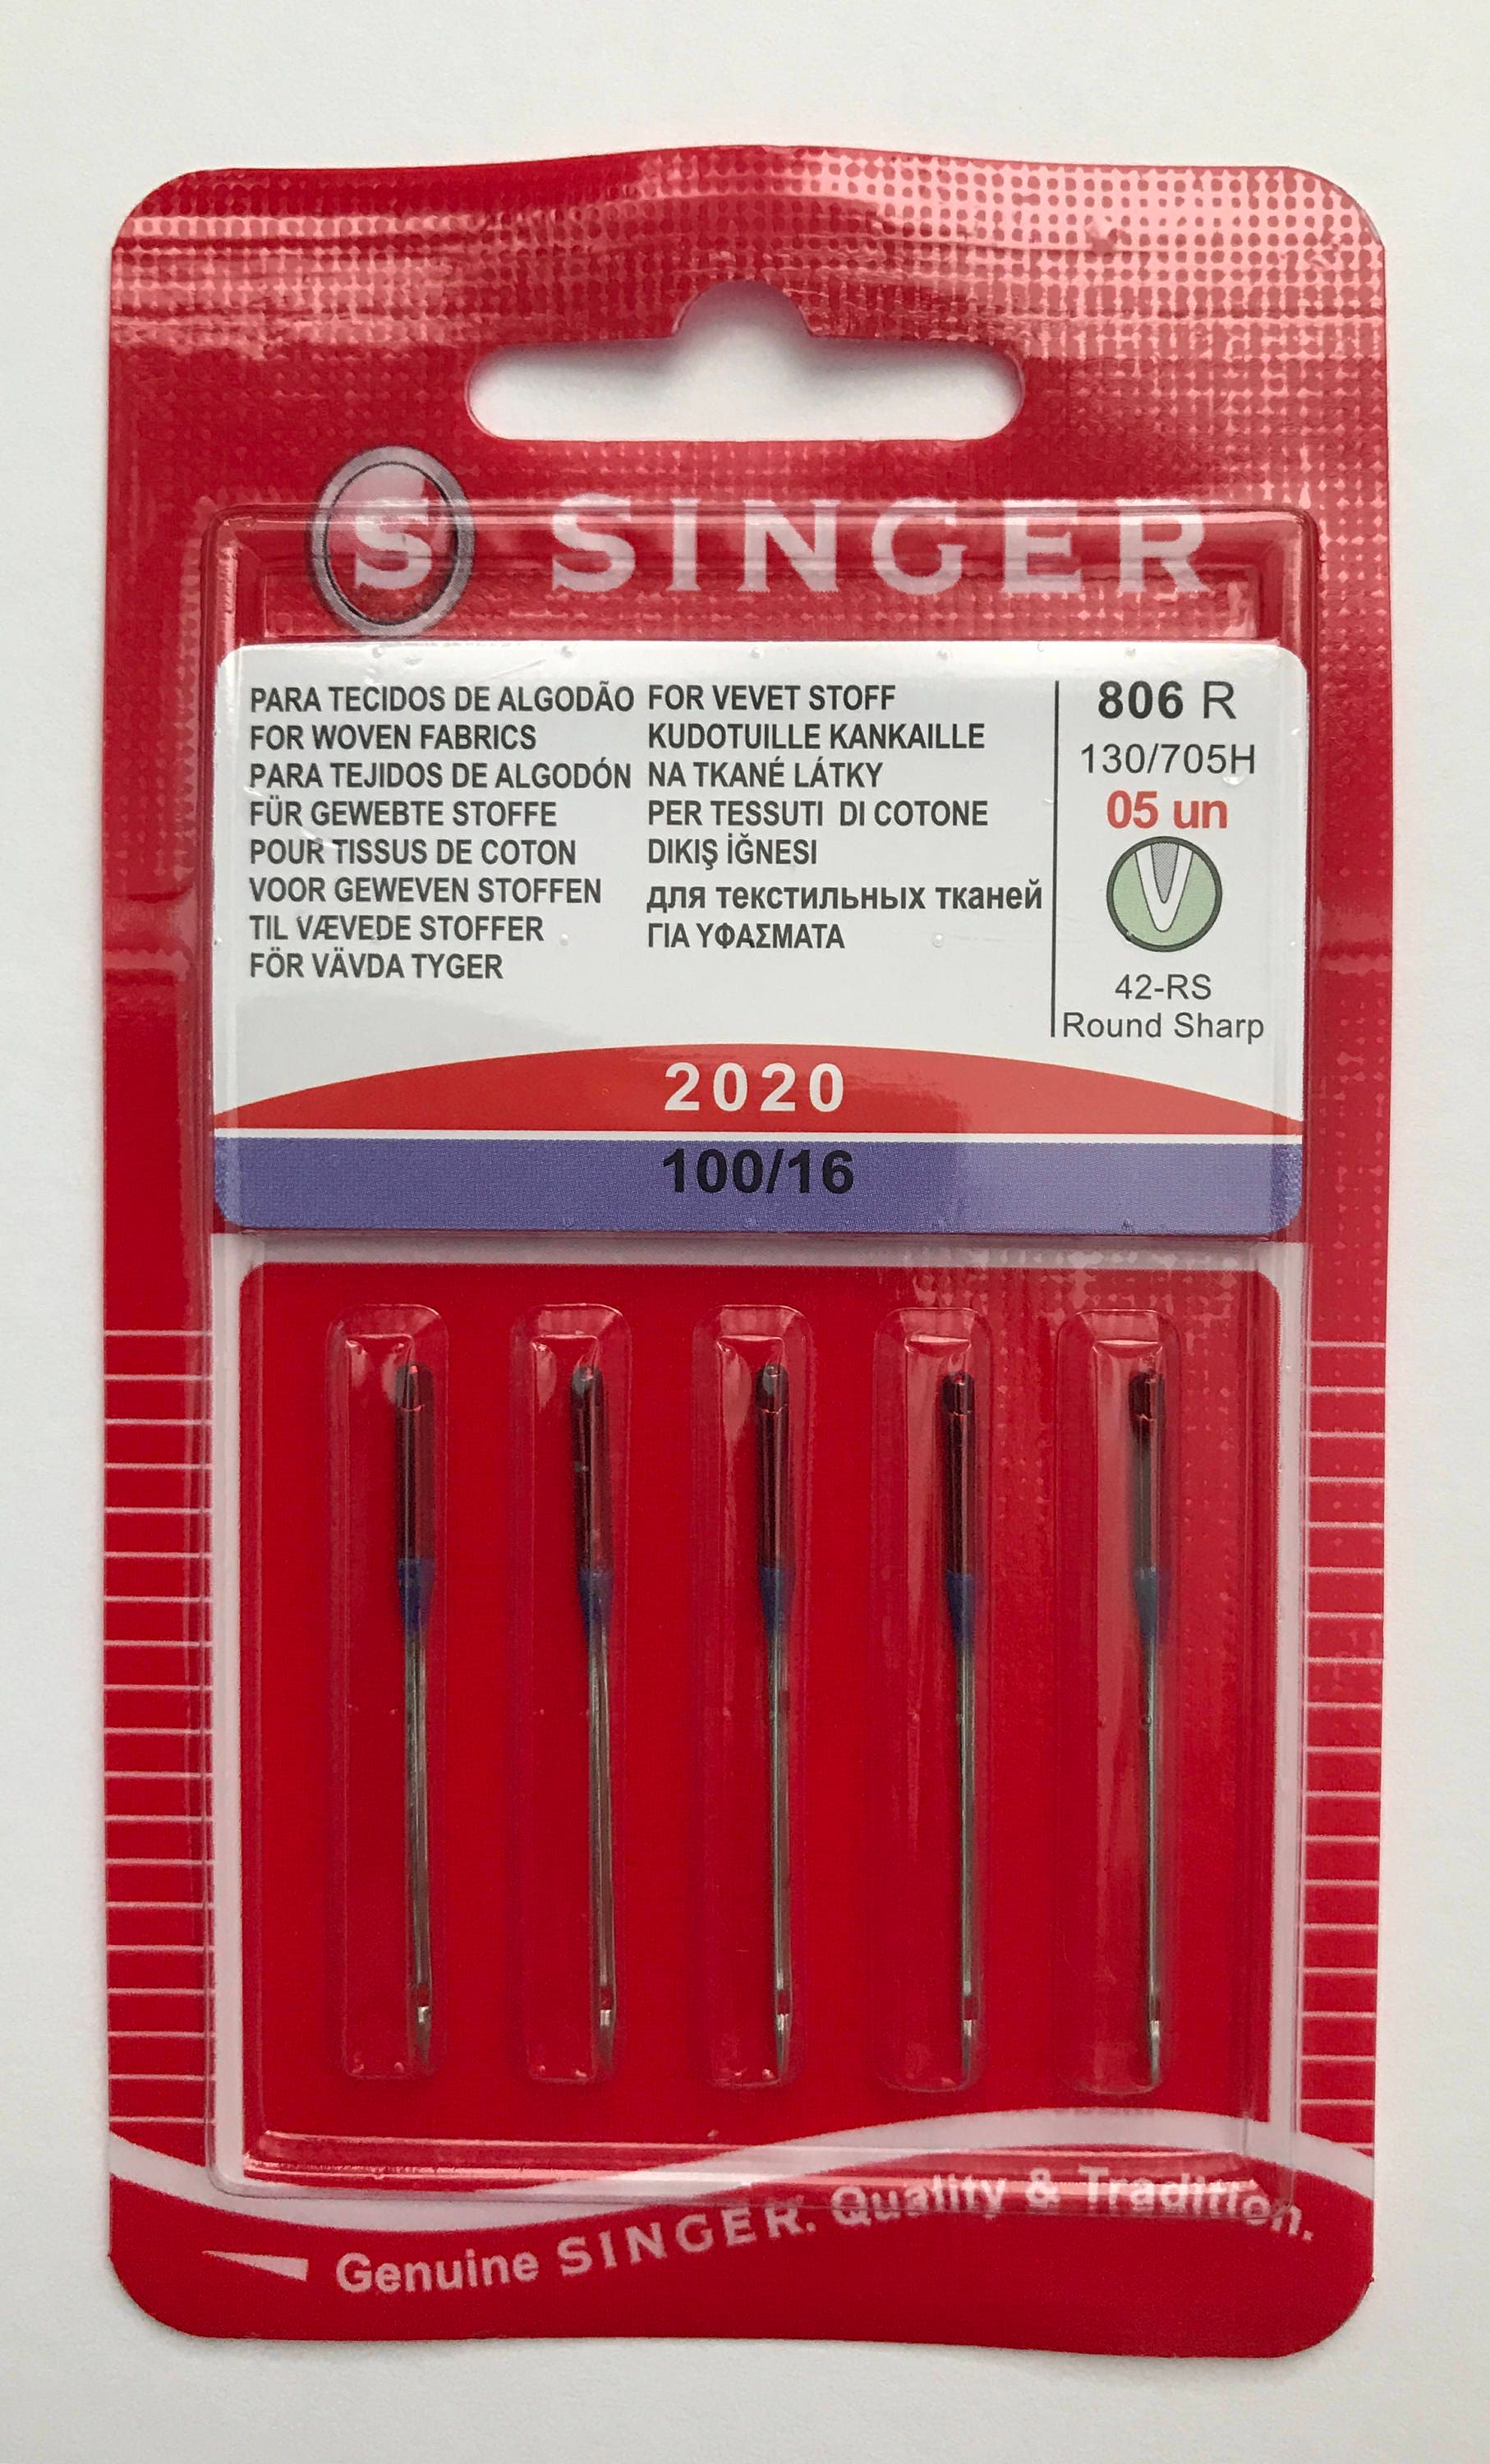 S SINGER
PARA TECIDOS DE ALGODÃO
FOR WOVEN FABRICS
PARA TEJIDOS DE ALGODÓN
FÜR GEWEBTE STOFFE
POUR TISSUS DE COTON
VOOR GEWEVEN STOFFEN
TIL VÆVEDE STOFFER
FÖR VÄVDA TYGER
FOR VEVET STOFF
KUDOTUILLE KANKAILLE
NA TKANÉ LÁTKY
PER TESSUTI DI COTONE
DIKIŞ İĞNESI
для текстильных тканей
ΓΙΑ ΥΦΑΣΜΑΤΑ
806 R
130/705H
05 un
42-RS
Round Sharp
2020
100/16
Genuine SINGER. Quality & Tradition.